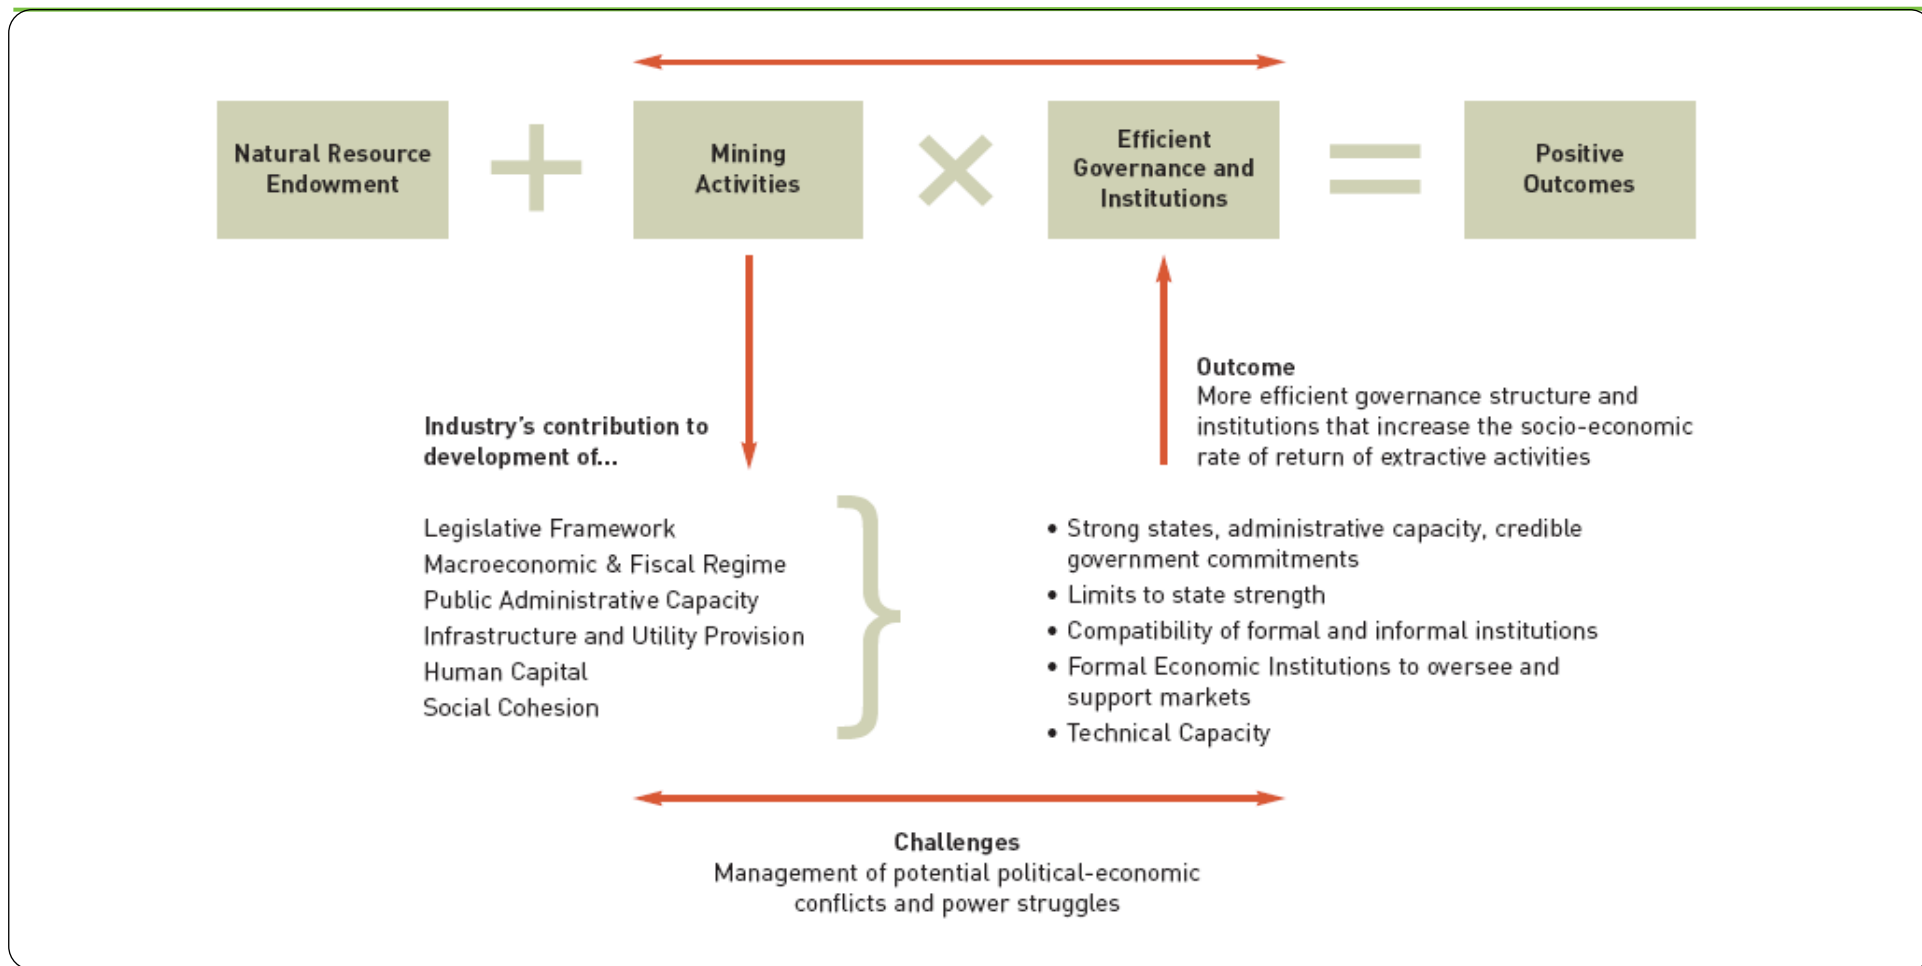 Natural Resource
Endowment
+
Mining
Activities
×
Efficient
Governance and
Institutions
=
Positive
Outcomes
Industry's contribution to
development of...
Legislative Framework
Macroeconomic & Fiscal Regime
Public Administrative Capacity
Infrastructure and Utility Provision
Human Capital
Social Cohesion
}
Outcome
More efficient governance structure and
institutions that increase the socio-economic
rate of return of extractive activities
• Strong states, administrative capacity, credible
government commitments
• Limits to state strength
• Compatibility of formal and informal institutions
• Formal Economic Institutions to oversee and
support markets
• Technical Capacity
Challenges
Management of potential political-economic
conflicts and power struggles